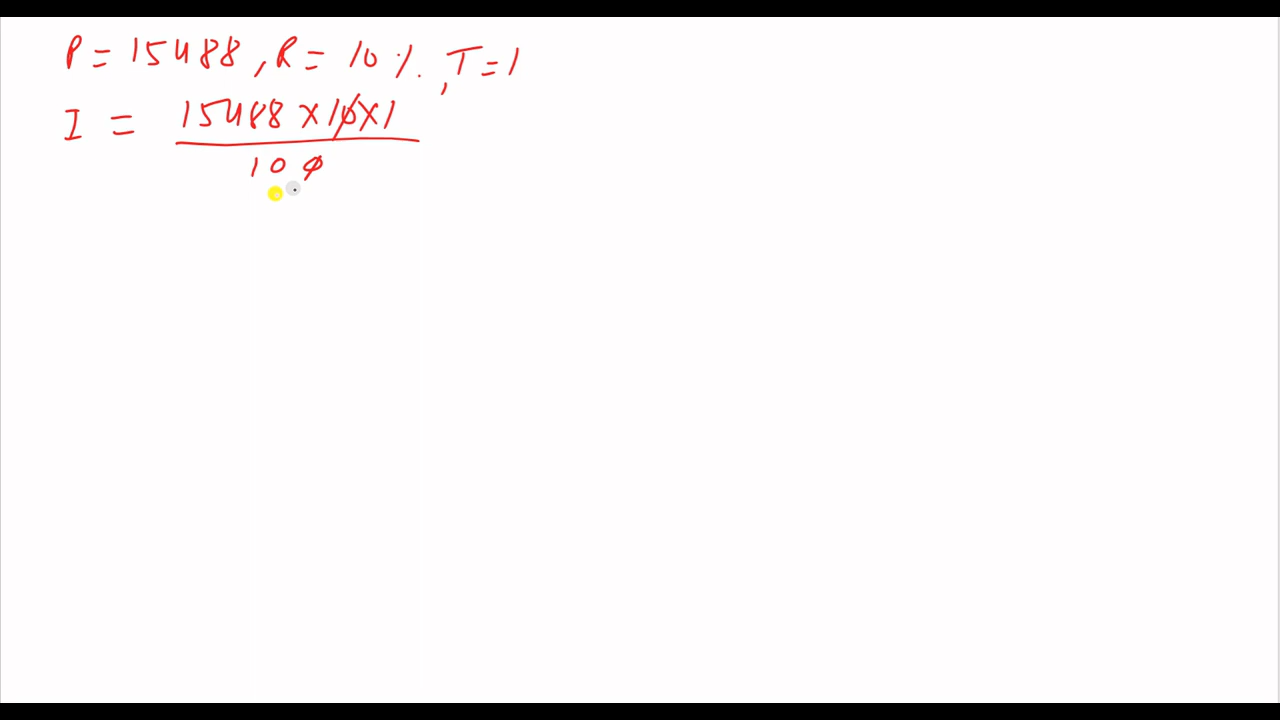 P = 15488 , R = 10 %. , T = 1
I = 15488 × 10 × 1
100